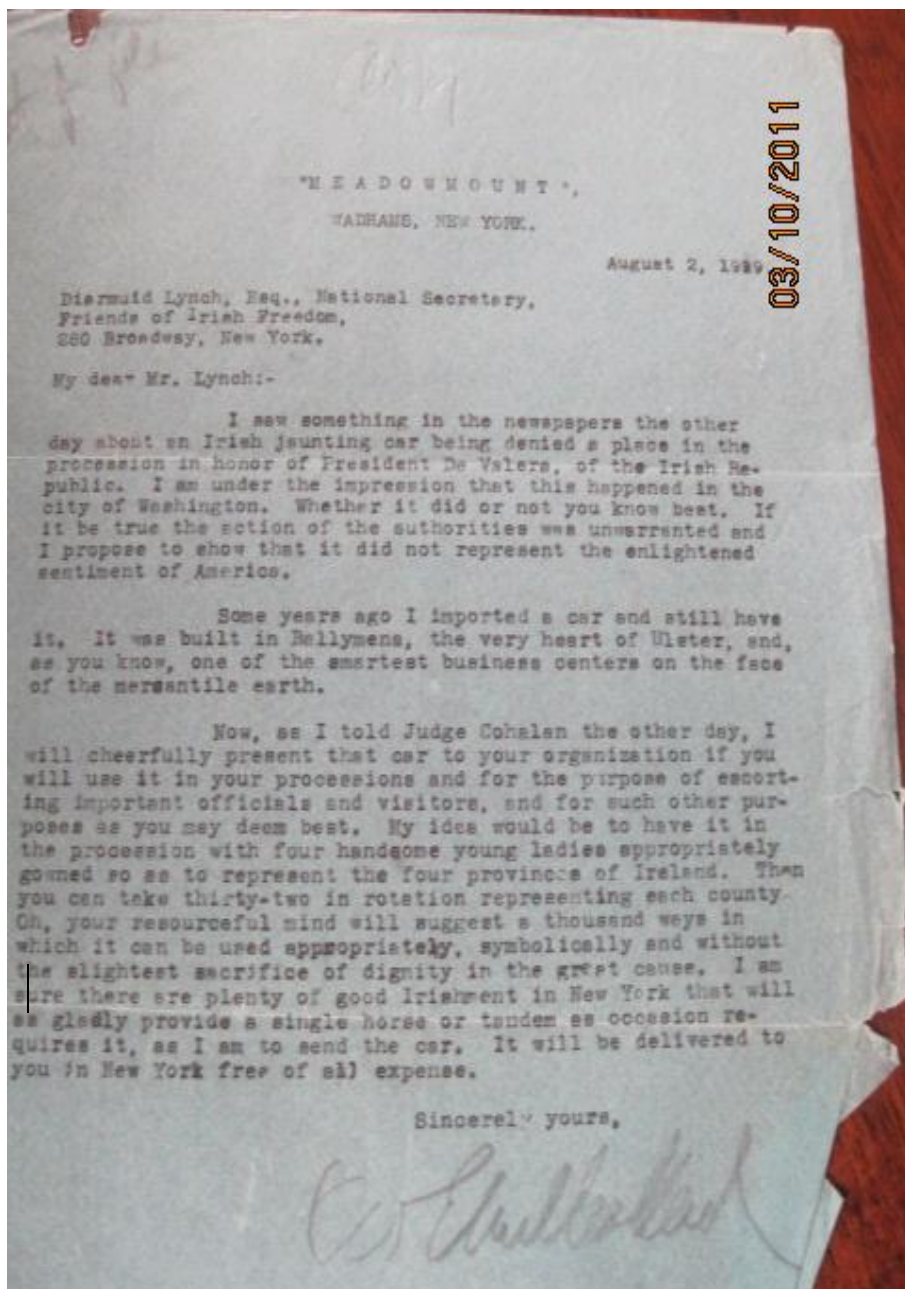 Copy
"M E A D O W M O U N T",
WADHAMS, NEW YORK.
August 2, 1919
03/10/2011
Diarmuid Lynch, Esq., National Secretary,
Friends of Irish Freedom,
280 Broadway, New York.
My dear Mr. Lynch:-
I saw something in the newspapers the other
day about an Irish jaunting car being denied a place in the
procession in honor of President De Valera, of the Irish Re-
public. I am under the impression that this happened in the
city of Washington. Whether it did or not you know best. If
it be true the action of the authorities was unwarranted and
I propose to show that it did not represent the enlightened
sentiment of America.
Some years ago I imported a car and still have
it. It was built in Ballymena, the very heart of Ulster, and,
as you know, one of the smartest business centers on the face
of the mercantile earth.
Now, as I told Judge Cohalan the other day, I
will cheerfully present that car to your organization if you
will use it in your processions and for the purpose of escort-
ing important officials and visitors, and for such other pur-
poses as you may deem best. My idea would be to have it in
the procession with four handsome young ladies appropriately
gowned so as to represent the four provinces of Ireland. Then
you can take thirty-two in rotation representing each county.
Oh, your resourceful mind will suggest a thousand ways in
which it can be used appropriately, symbolically and without
the slightest sacrifice of dignity in the great cause. I am
sure there are plenty of good Irishment in New York that will
as gladly provide a single horse or tandem as occasion re-
quires it, as I am to send the car. It will be delivered to
you in New York free of all expense.
Sincerely yours,